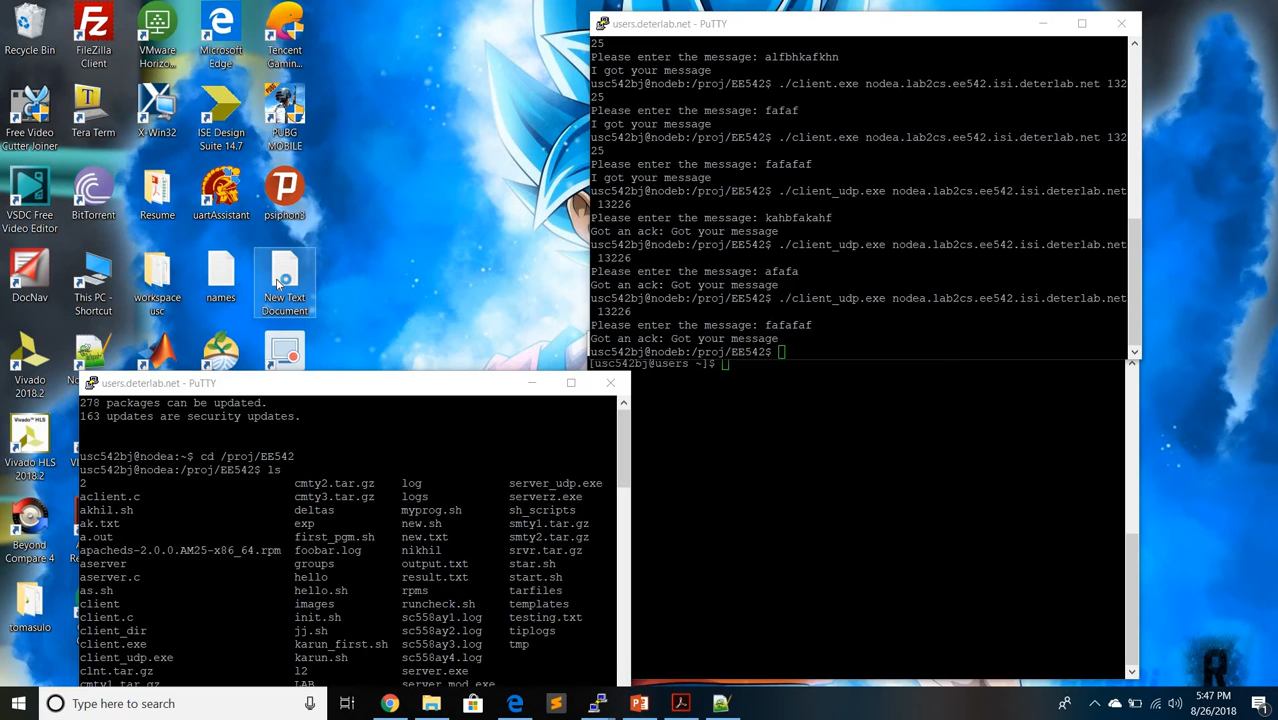 Recycle Bin
FileZilla Client
VMware Horizo...
Microsoft Edge
Tencent Gamin...
Free Video Cutter Joiner
Tera Term
X-Win32
ISE Design Suite 14.7
PUBG MOBILE
VSDC Free Video Editor
BitTorrent
Resume
uartAssistant
psiphon3
DocNav
This PC - Shortcut
workspace usc
names
New Text Document
Vivado 2018.2
Vivado HLS 2018.2
Beyond Compare 4
tomasulo
users.deterlab.net - PuTTY
25
Please enter the message: alfbhkafkhn
I got your message
usc542bj@nodeb:/proj/EE542$ ./client.exe nodea.lab2cs.ee542.isi.deterlab.net 132
25
Please enter the message: fafaf
I got your message
usc542bj@nodeb:/proj/EE542$ ./client.exe nodea.lab2cs.ee542.isi.deterlab.net 132
25
Please enter the message: fafafaf
I got your message
usc542bj@nodeb:/proj/EE542$ ./client_udp.exe nodea.lab2cs.ee542.isi.deterlab.net
13226
Please enter the message: kahbfakahf
Got an ack: Got your message
usc542bj@nodeb:/proj/EE542$ ./client_udp.exe nodea.lab2cs.ee542.isi.deterlab.net
13226
Please enter the message: afafa
Got an ack: Got your message
usc542bj@nodeb:/proj/EE542$ ./client_udp.exe nodea.lab2cs.ee542.isi.deterlab.net
13226
Please enter the message: fafafaf
Got an ack: Got your message
usc542bj@nodeb:/proj/EE542$
[usc542bj@users ~]$
users.deterlab.net - PuTTY
278 packages can be updated.
163 updates are security updates.
usc542bj@nodea:~$ cd /proj/EE542
usc542bj@nodea:/proj/EE542$ ls
2 cmty2.tar.gz log server_udp.exe
aclient.c cmty3.tar.gz logs serverz.exe
akhil.sh deltas myprog.sh sh_scripts
ak.txt exp new.sh smty1.tar.gz
a.out first_pgm.sh new.txt smty2.tar.gz
apacheds-2.0.0.AM25-x86_64.rpm foobar.log nikhil srvr.tar.gz
aserver groups output.txt star.sh
aserver.c hello result.txt start.sh
as.sh hello.sh rpms tarfiles
client images runcheck.sh templates
client.c init.sh sc558ay1.log testing.txt
client_dir jj.sh sc558ay2.log tiplogs
client.exe karun_first.sh sc558ay3.log tmp
client_udp.exe karun.sh sc558ay4.log
clnt.tar.gz l2 server.exe
cmty1.tar.gz LAB server_mod.exe
Type here to search
5:47 PM
8/26/2018